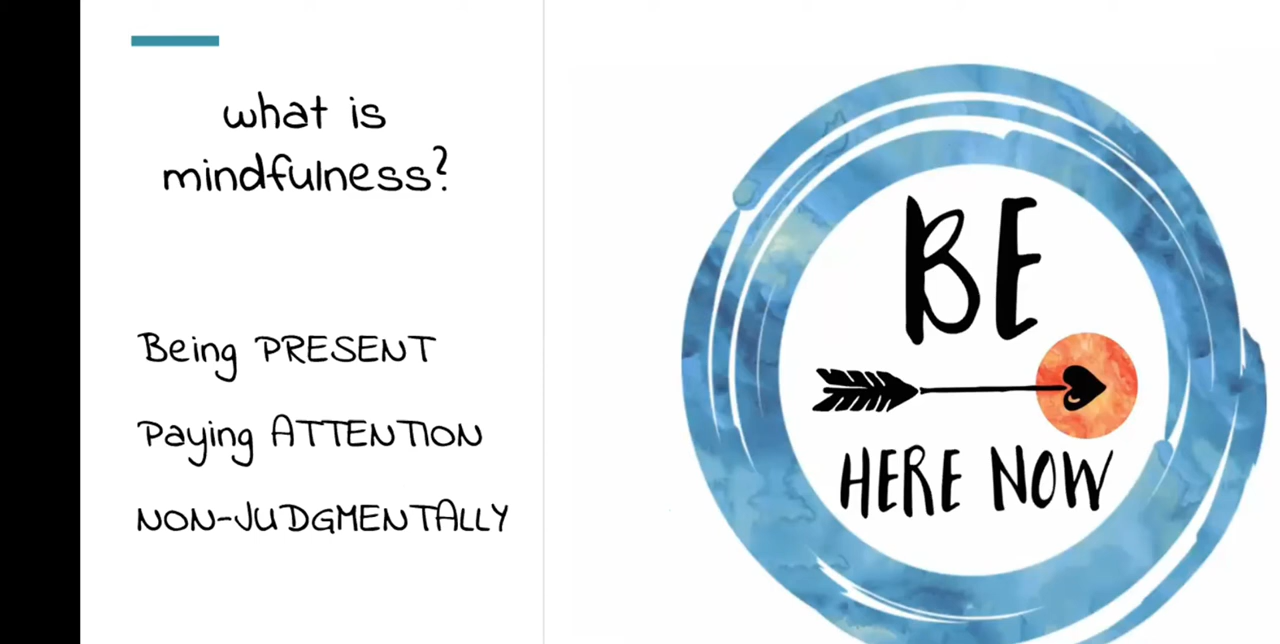 what is
mindfulness?
Being PRESENT
Paying ATTENTION
NON-JUDGMENTALLY
BE
HERE NOW